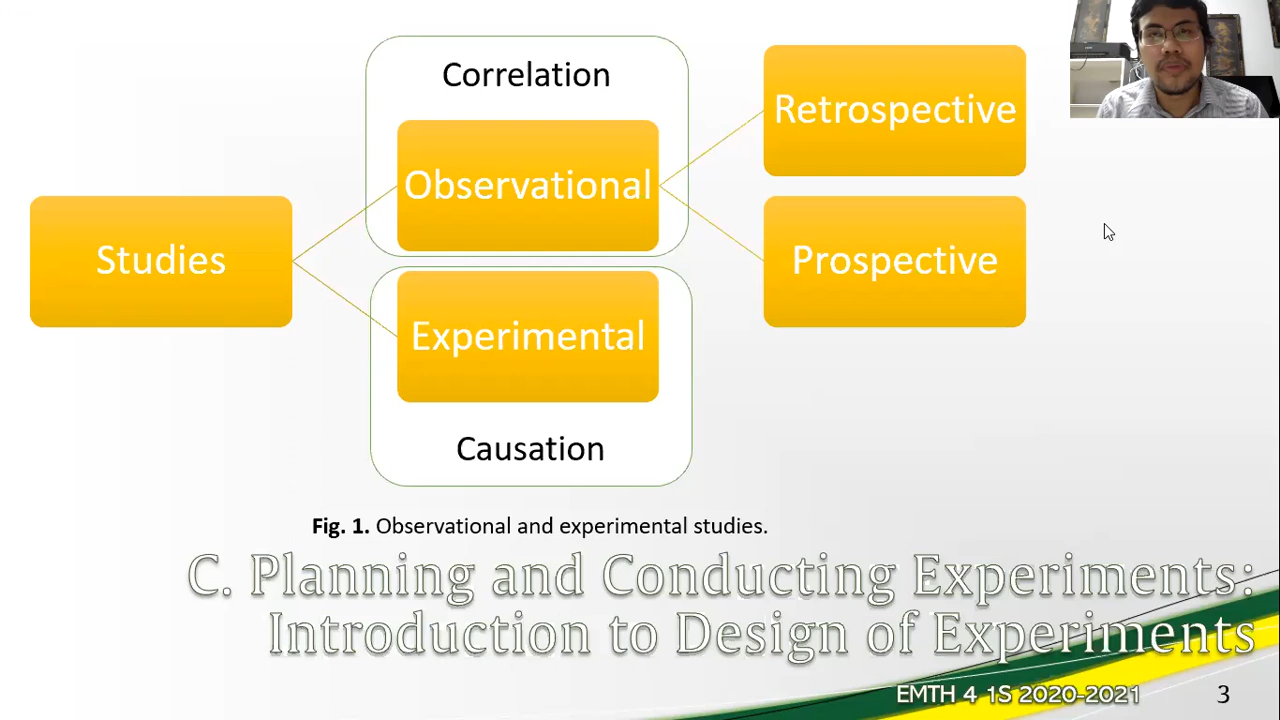 Correlation
Retrospective
Observational
Studies
Prospective
Experimental
Causation
Fig. 1. Observational and experimental studies.
C. Planning and Conducting Experiments:
Introduction to Design of Experiments
EMTH 4 1S 2020-2021
3